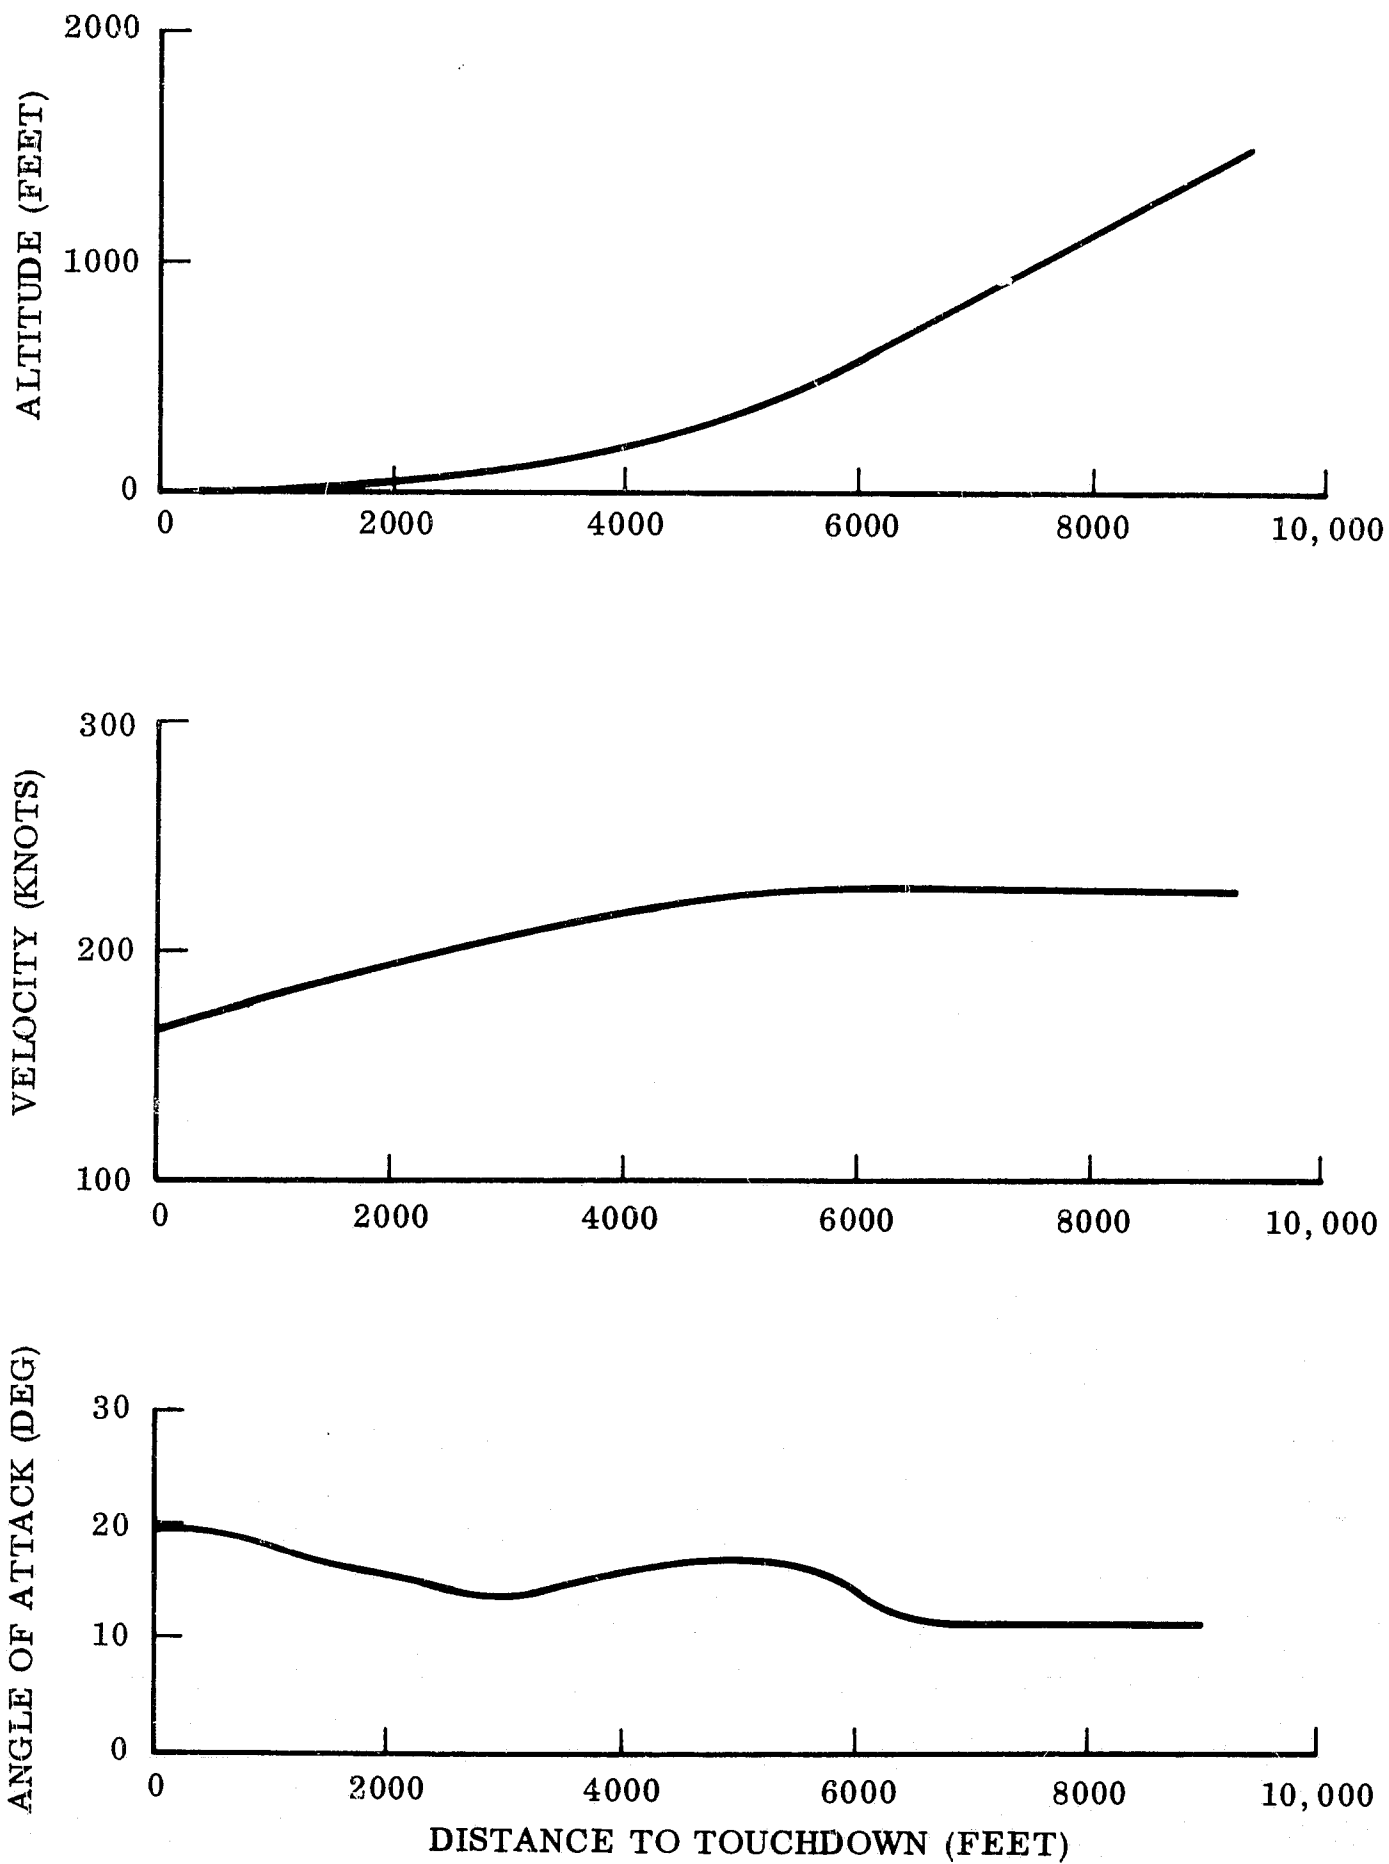 2000
1000
0
ALTITUDE (FEET)
0 2000 4000 6000 8000 10,000
300
200
100
VELOCITY (KNOTS)
0 2000 4000 6000 8000 10,000
30
20
10
0
ANGLE OF ATTACK (DEG)
0 2000 4000 6000 8000 10,000
DISTANCE TO TOUCHDOWN (FEET)